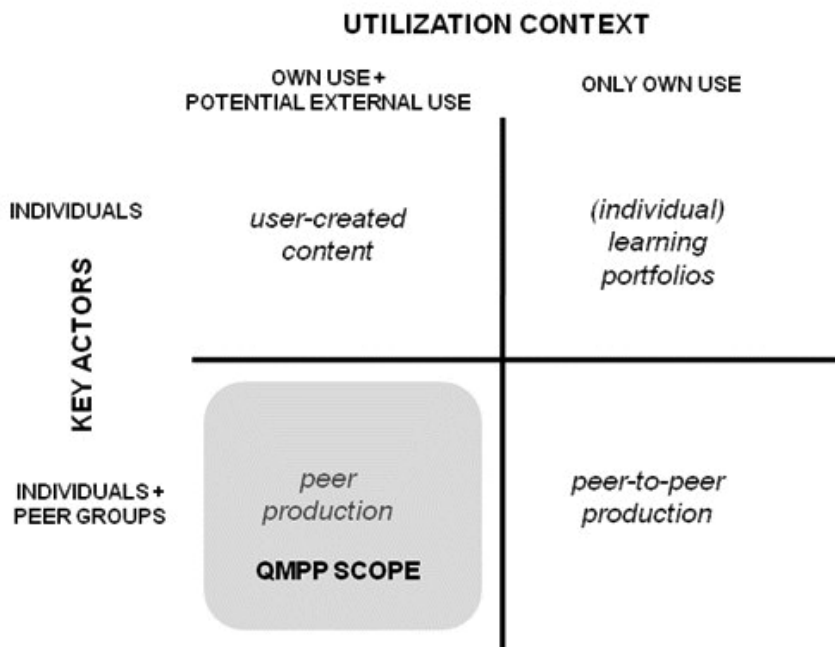 UTILIZATION CONTEXT
OWN USE +
POTENTIAL EXTERNAL USE
ONLY OWN USE
INDIVIDUALS
user-created
content
(individual)
learning
portfolios
KEY ACTORS
INDIVIDUALS +
PEER GROUPS
peer
production
QMPP SCOPE
peer-to-peer
production